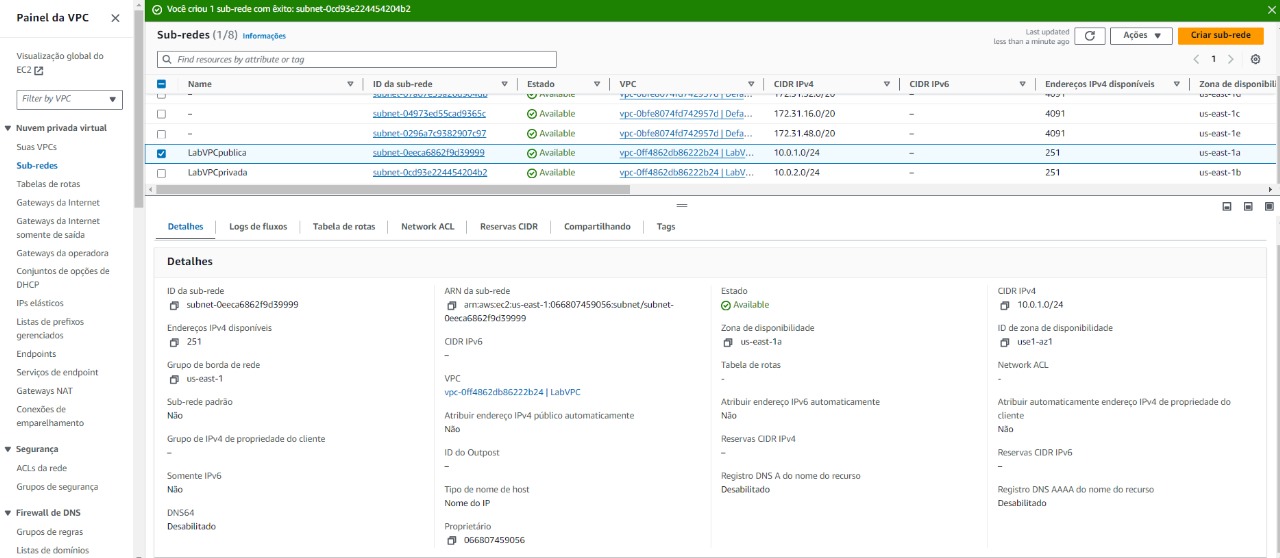 Painel da VPC
Visualização global do
EC2
Filter by VPC
Nuvem privada virtual
Suas VPCs
Sub-redes
Tabelas de rotas
Gateways da Internet
Gateways da Internet
somente de saída
Gateways da operadora
Conjuntos de opções de
DHCP
IPs elásticos
Listas de prefixos
gerenciados
Endpoints
Serviços de endpoint
Gateways NAT
Conexões de
emparelhamento
Segurança
ACLs da rede
Grupos de segurança
Firewall de DNS
Grupos de regras
Listas de domínios
Você criou 1 sub-rede com êxito: subnet-0cd93e224454204b2
Sub-redes (1/8) Informações
Last updated
less than a minute ago
Ações
Criar sub-rede
Find resources by attribute or tag
1
Name ID da sub-rede Estado VPC CIDR IPv4 CIDR IPv6 Endereços IPv4 disponíveis Zona de disponibili
– Available 172.31.32.0/20 – 4091 us-east-1d
– subnet-04973ed55cad9365c Available vpc-0bfe8074fd742957d | Defa... 172.31.16.0/20 – 4091 us-east-1c
– subnet-0296a7c9382907c97 Available vpc-0bfe8074fd742957d | Defa... 172.31.48.0/20 – 4091 us-east-1e
LabVPCpublica subnet-0eeca6862f9d39999 Available vpc-0ff4862db86222b24 | LabV... 10.0.1.0/24 – 251 us-east-1a
LabVPCprivada subnet-0cd93e224454204b2 Available vpc-0ff4862db86222b24 | LabV... 10.0.2.0/24 – 251 us-east-1b
Detalhes Logs de fluxos Tabela de rotas Network ACL Reservas CIDR Compartilhando Tags
Detalhes
ID da sub-rede
subnet-0eeca6862f9d39999
Endereços IPv4 disponíveis
251
Grupo de borda de rede
us-east-1
Sub-rede padrão
Não
Grupo de IPv4 de propriedade do cliente
–
Somente IPv6
Não
DNS64
Desabilitado
ARN da sub-rede
arn:aws:ec2:us-east-1:066807459056:subnet/subnet-
0eeca6862f9d39999
CIDR IPv6
–
VPC
vpc-0ff4862db86222b24 | LabVPC
Atribuir endereço IPv4 público automaticamente
Não
ID do Outpost
–
Tipo de nome de host
Nome do IP
Proprietário
066807459056
Estado
Available
Zona de disponibilidade
us-east-1a
Tabela de rotas
-
Atribuir endereço IPv6 automaticamente
Não
Reservas CIDR IPv4
–
Registro DNS A do nome do recurso
Desabilitado
CIDR IPv4
10.0.1.0/24
ID de zona de disponibilidade
use1-az1
Network ACL
-
Atribuir automaticamente endereço IPv4 de propriedade do
cliente
Não
Reservas CIDR IPv6
–
Registro DNS AAAA do nome do recurso
Desabilitado